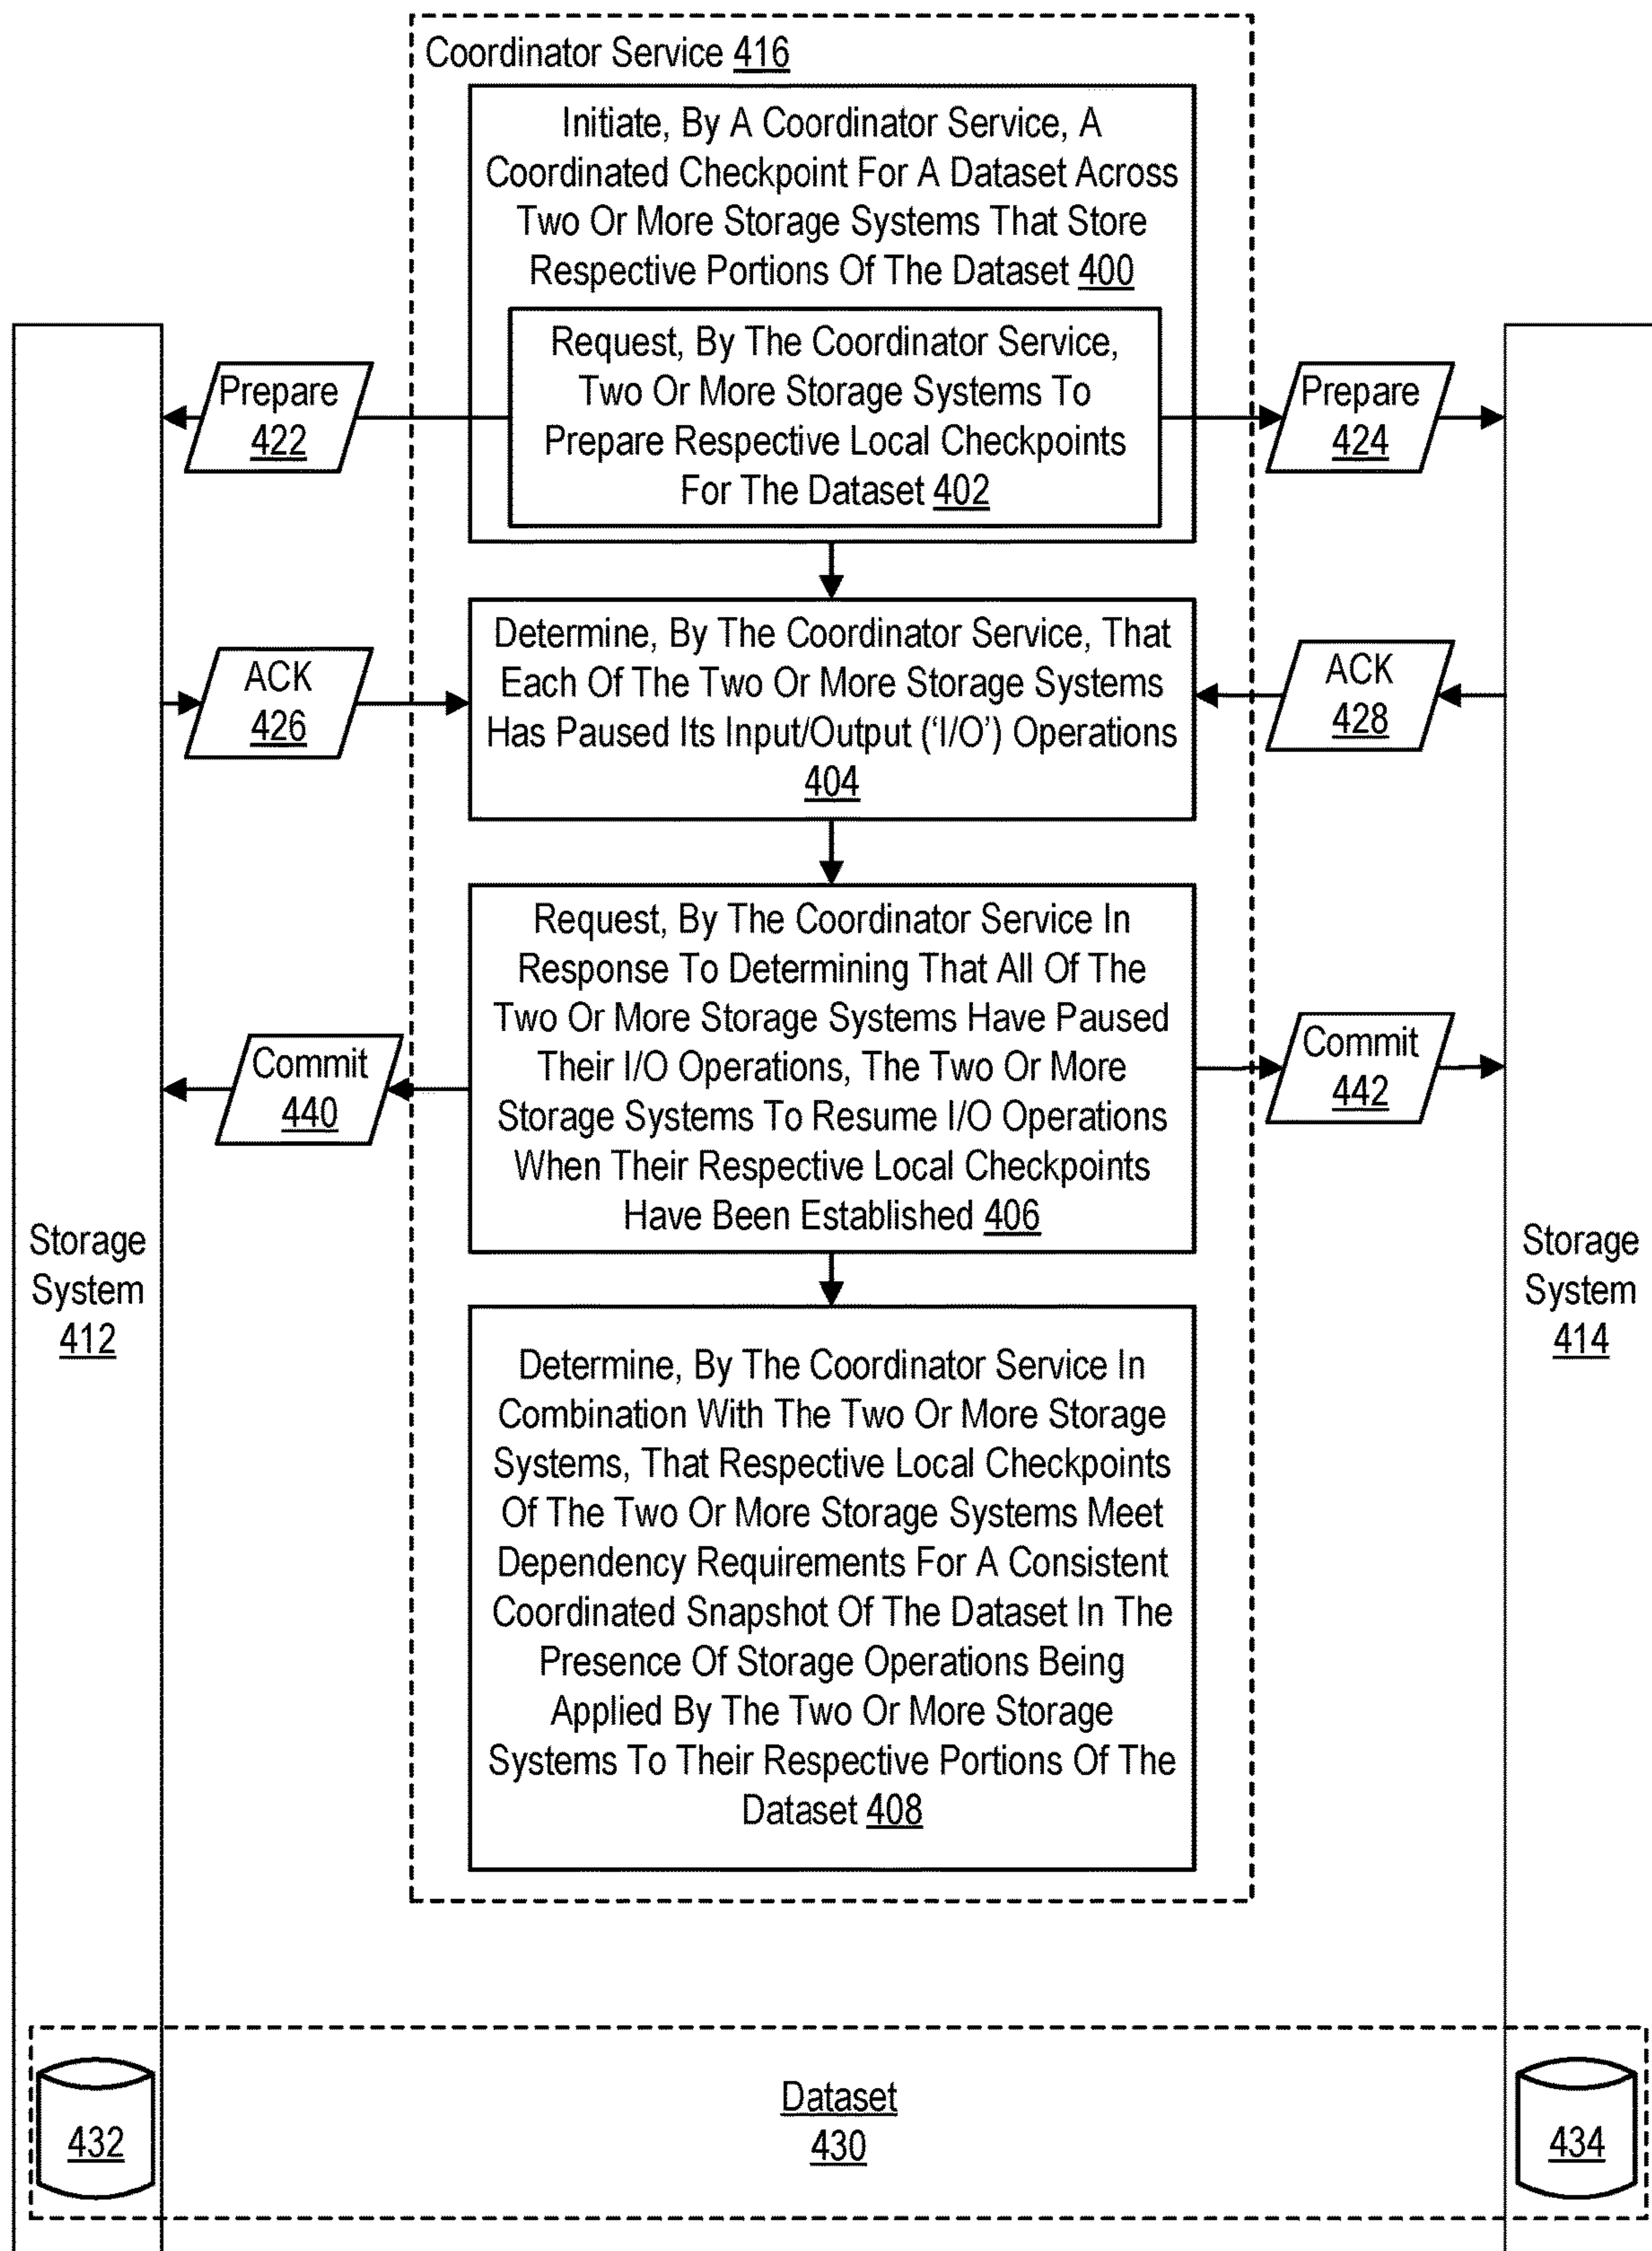 Coordinator Service 416
Initiate, By A Coordinator Service, A
Coordinated Checkpoint For A Dataset Across
Two Or More Storage Systems That Store
Respective Portions Of The Dataset 400
Request, By The Coordinator Service,
Two Or More Storage Systems To
Prepare Respective Local Checkpoints
For The Dataset 402
Prepare
422
Prepare
424
Determine, By The Coordinator Service, That
Each Of The Two Or More Storage Systems
Has Paused Its Input/Output (‘I/O’) Operations
404
ACK
426
ACK
428
Request, By The Coordinator Service In
Response To Determining That All Of The
Two Or More Storage Systems Have Paused
Their I/O Operations, The Two Or More
Storage Systems To Resume I/O Operations
When Their Respective Local Checkpoints
Have Been Established 406
Commit
440
Commit
442
Storage
System
412
Storage
System
414
Determine, By The Coordinator Service In
Combination With The Two Or More Storage
Systems, That Respective Local Checkpoints
Of The Two Or More Storage Systems Meet
Dependency Requirements For A Consistent
Coordinated Snapshot Of The Dataset In The
Presence Of Storage Operations Being
Applied By The Two Or More Storage
Systems To Their Respective Portions Of The
Dataset 408
432
Dataset
430
434